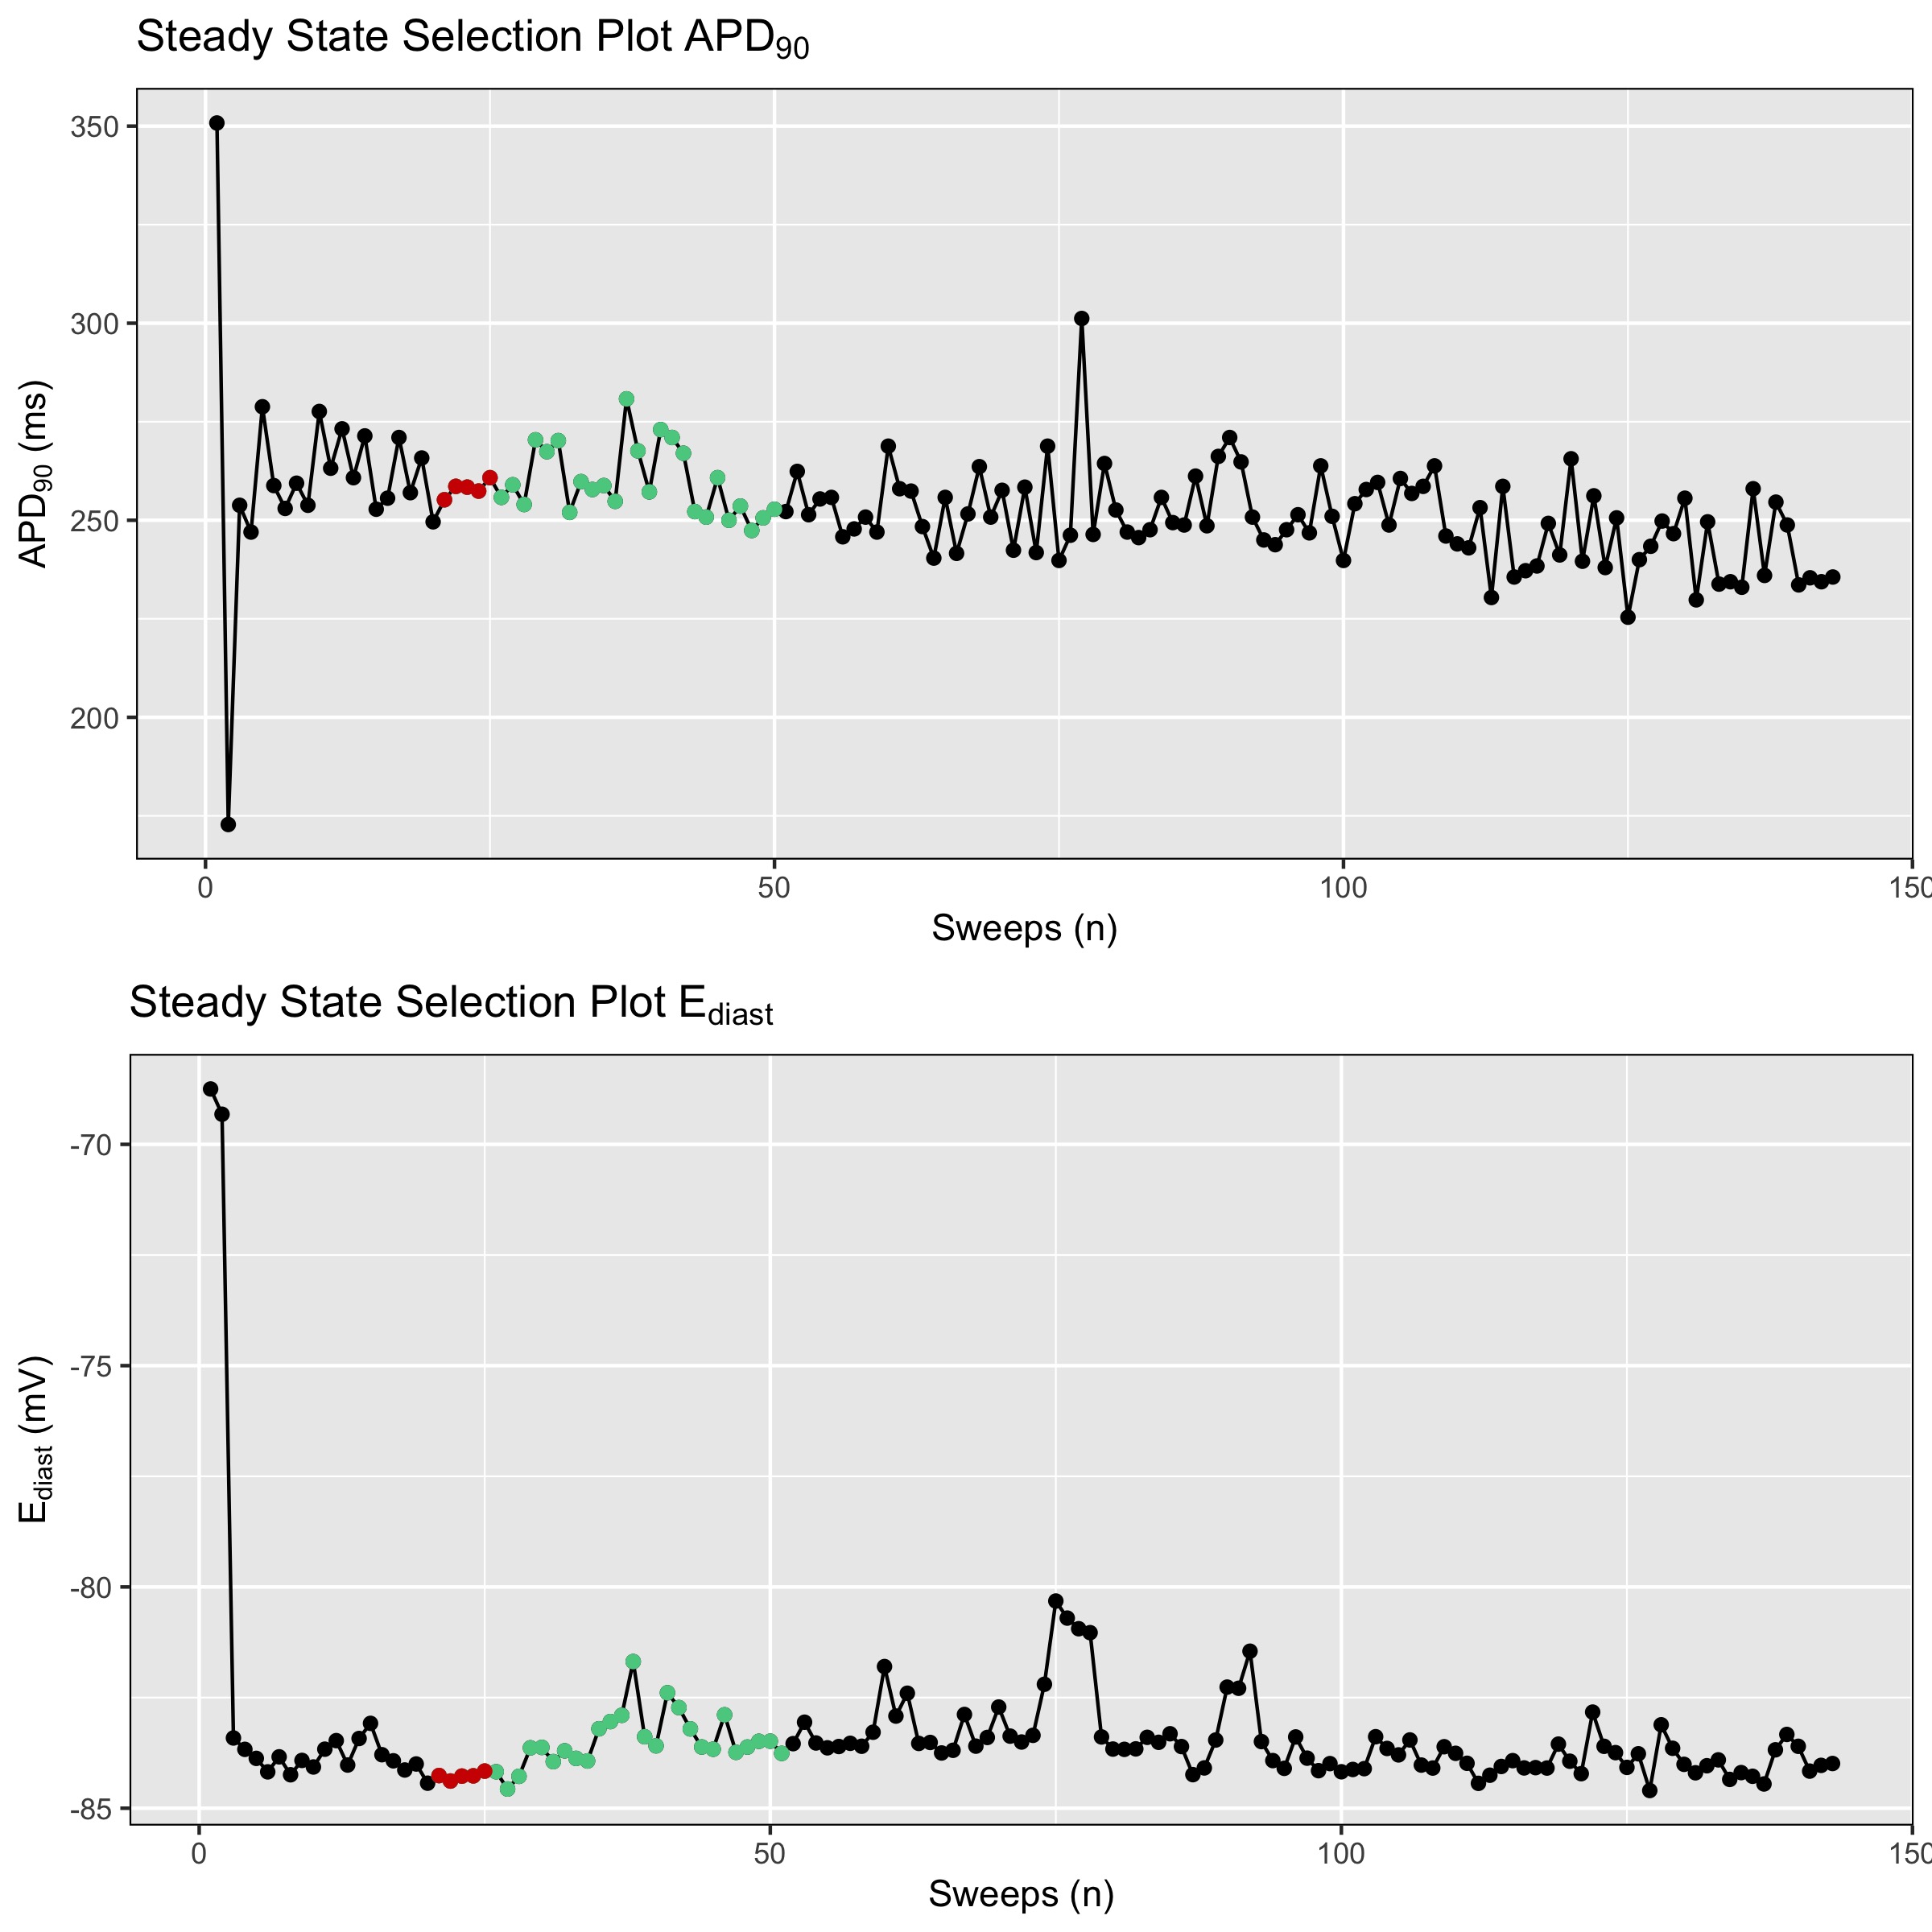 Steady State Selection Plot APD90
350
300
250
200
APD90 (ms)
0 50 100 150
Sweeps (n)
Steady State Selection Plot Ediast
-70
-75
-80
-85
Ediast (mV)
0 50 100 150
Sweeps (n)